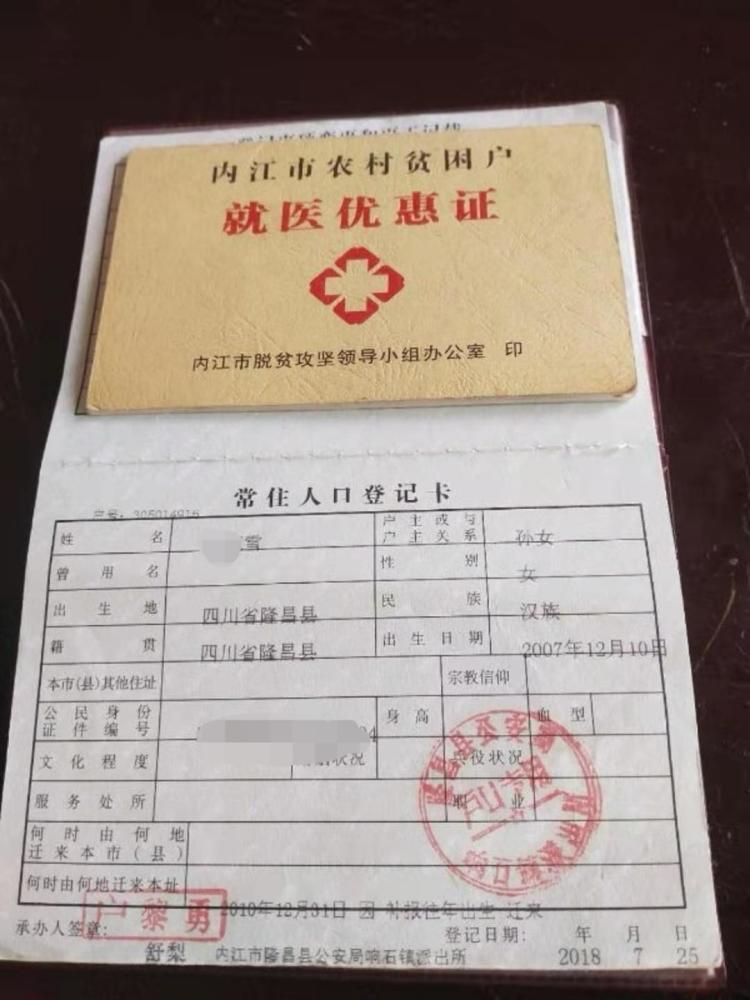 内江市农村贫困户
就医优惠证
内江市脱贫攻坚领导小组办公室 印
常住人口登记卡
户号: 305014916
姓名 雪 户主或与户主关系 孙女
曾用名 性别 女
出生地 四川省隆昌县 民族 汉族
籍贯 四川省隆昌县 出生日期 2007年12月10日
本市(县)其他住址 宗教信仰
公民身份证件编号 身高 血型
文化程度 婚姻状况 兵役状况
服务处所 职业
何时由何地迁来本市(县)
何时由何地迁来本址 2010年12月31日 因 补报往年出生 迁来
承办人签章: 户 黎勇 登记日期: 年 月 日
舒梨 内江市隆昌县公安局响石镇派出所 2018 7 25